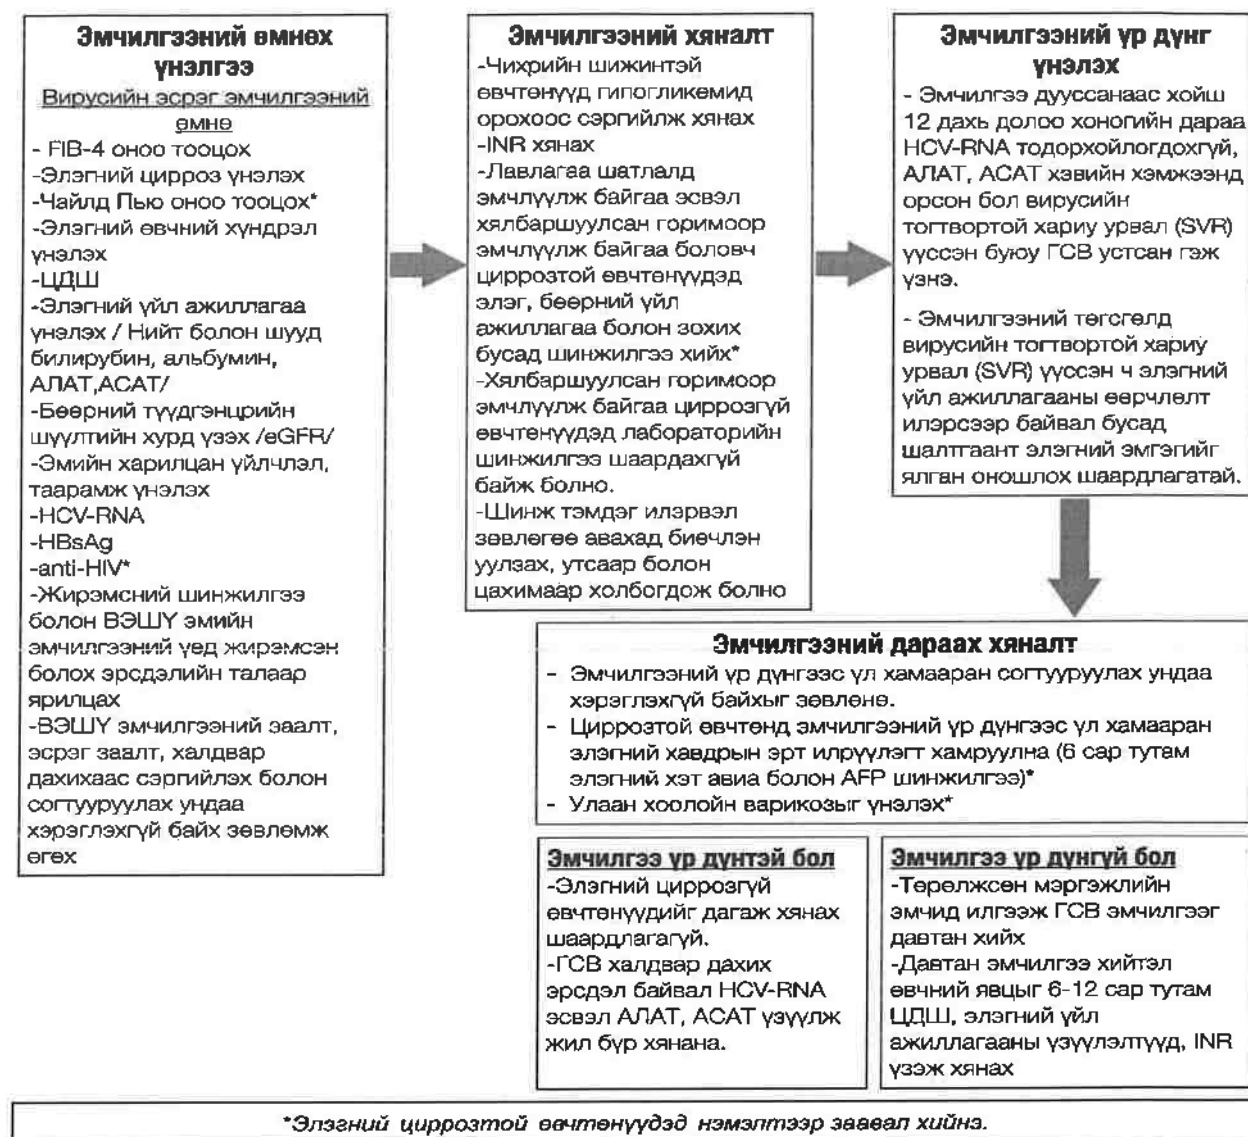 Эмчилгээний өмнөх
үнэлгээ
Вирусийн эсрэг эмчилгээний
өмнө
- FIB-4 оноо тооцох
-Элэгний цирроз үнэлэх
-Чайлд Пью оноо тооцох*
-Элэгний өвчний хүндрэл
үнэлэх
-ЦДШ
-Элэгний үйл ажиллагаа
үнэлэх / Нийт болон шууд
билирубин, альбумин,
АЛАТ,АСАТ/
-Бөөрний түүдгэнцрийн
шүүлтийн хурд үзэх /eGFR/
-Эмийн харилцан үйлчлэл,
таарамж үнэлэх
-HCV-RNA
-HBsAg
-anti-HIV*
-Жирэмсний шинжилгээ
болон ВЭШҮ эмийн
эмчилгээний үед жирэмсэн
болох эрсдэлийн талаар
ярилцах
-ВЭШҮ эмчилгээний заалт,
эсрэг заалт, халдвар
дахихаас сэргийлэх болон
согтууруулах ундаа
хэрэглэхгүй байх зөвлөмж
өгөх
Эмчилгээний хяналт
-Чихрийн шижинтэй
өвчтөнүүд гипогликемид
орохоос сэргийлж хянах
-INR хянах
-Лавлагаа шатлалд
эмчлүүлж байгаа эсвэл
хялбаршуулсан горимоор
эмчлүүлж байгаа боловч
циррозтой өвчтөнүүдэд
элэг, бөөрний үйл
ажиллагаа болон зохих
бусад шинжилгээ хийх*
-Хялбаршуулсан горимоор
эмчлүүлж байгаа циррозгүй
өвчтөнүүдэд лабораторийн
шинжилгээ шаардахгүй
байж болно.
-Шинж тэмдэг илэрвэл
зөвлөгөө авахад биечлэн
уулзах, утсаар болон
цахимаар холбогдож болно
Эмчилгээний үр дүнг
үнэлэх
- Эмчилгээ дууссанаас хойш
12 дахь долоо хоногийн дараа
HCV-RNA тодорхойлогдохгүй,
АЛАТ, АСАТ хэвийн хэмжээнд
орсон бол вирусийн
тогтвортой хариу урвал (SVR)
үүссэн буюу ГСВ устсан гэж
үзнэ.
- Эмчилгээний төгсгөлд
вирусийн тогтвортой хариу
урвал (SVR) үүссэн ч элэгний
үйл ажиллагааны өөрчлөлт
илэрсээр байвал бусад
шалтгаант элэгний эмгэгийг
ялган оношлох шаардлагатай.
Эмчилгээний дараах хяналт
- Эмчилгээний үр дүнгээс үл хамааран согтууруулах ундаа
хэрэглэхгүй байхыг зөвлөнө.
- Циррозтой өвчтөнд эмчилгээний үр дүнгээс үл хамааран
элэгний хавдрын эрт илрүүлэгт хамруулна (6 сар тутам
элэгний хэт авиа болон AFP шинжилгээ)*
- Улаан хоолойн варикозыг үнэлэх*
Эмчилгээ үр дүнтэй бол
-Элэгний циррозгүй
өвчтөнүүдийг дагаж хянах
шаардлагагүй.
-ГСВ халдвар дахих
эрсдэл байвал HCV-RNA
эсвэл АЛАТ, АСАТ үзүүлж
жил бүр хянана.
Эмчилгээ үр дүнгүй бол
-Төрөлжсөн мэргэжлийн
эмчид илгээж ГСВ эмчилгээг
давтан хийх
-Давтан эмчилгээ хийтэл
өвчний явцыг 6-12 сар тутам
ЦДШ, элэгний үйл
ажиллагааны үзүүлэлтүүд, INR
үзэж хянах
*Элэгний циррозтой өвчтөнүүдэд нэмэлтээр заавал хийнэ.